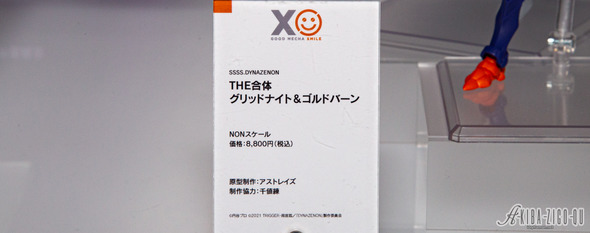 XO
GOOD MECHA SMILE
SSSS.DYNAZENON
THE合体
グリッドナイト&ゴルドバーン
NONスケール
価格:8,800円(税込)
原型制作:アストレイズ
制作協力:千値練
©円谷プロ ©2021 TRIGGER・雨宮哲/「DYNAZENON」製作委員会
AKIBA-ZIGO-QU